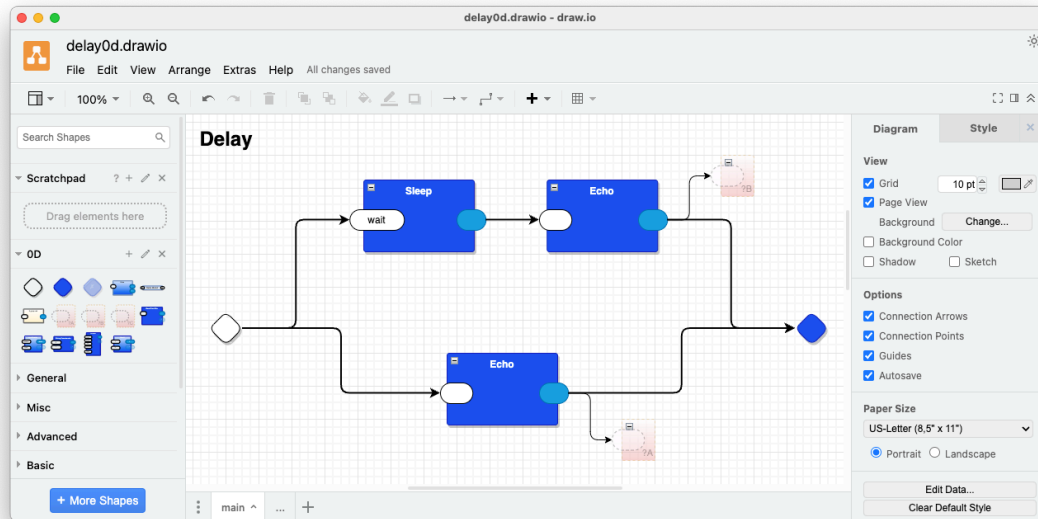 delay0d.drawio - draw.io
delay0d.drawio
File Edit View Arrange Extras Help All changes saved
100%
Search Shapes
Scratchpad
Drag elements here
0D
General
Misc
Advanced
Basic
+ More Shapes
Delay
Sleep
wait
Echo
?B
Echo
?A
main
...
Diagram Style
View
Grid 10 pt
Page View
Background Change...
Background Color
Shadow Sketch
Options
Connection Arrows
Connection Points
Guides
Autosave
Paper Size
US-Letter (8,5" x 11")
Portrait Landscape
Edit Data...
Clear Default Style